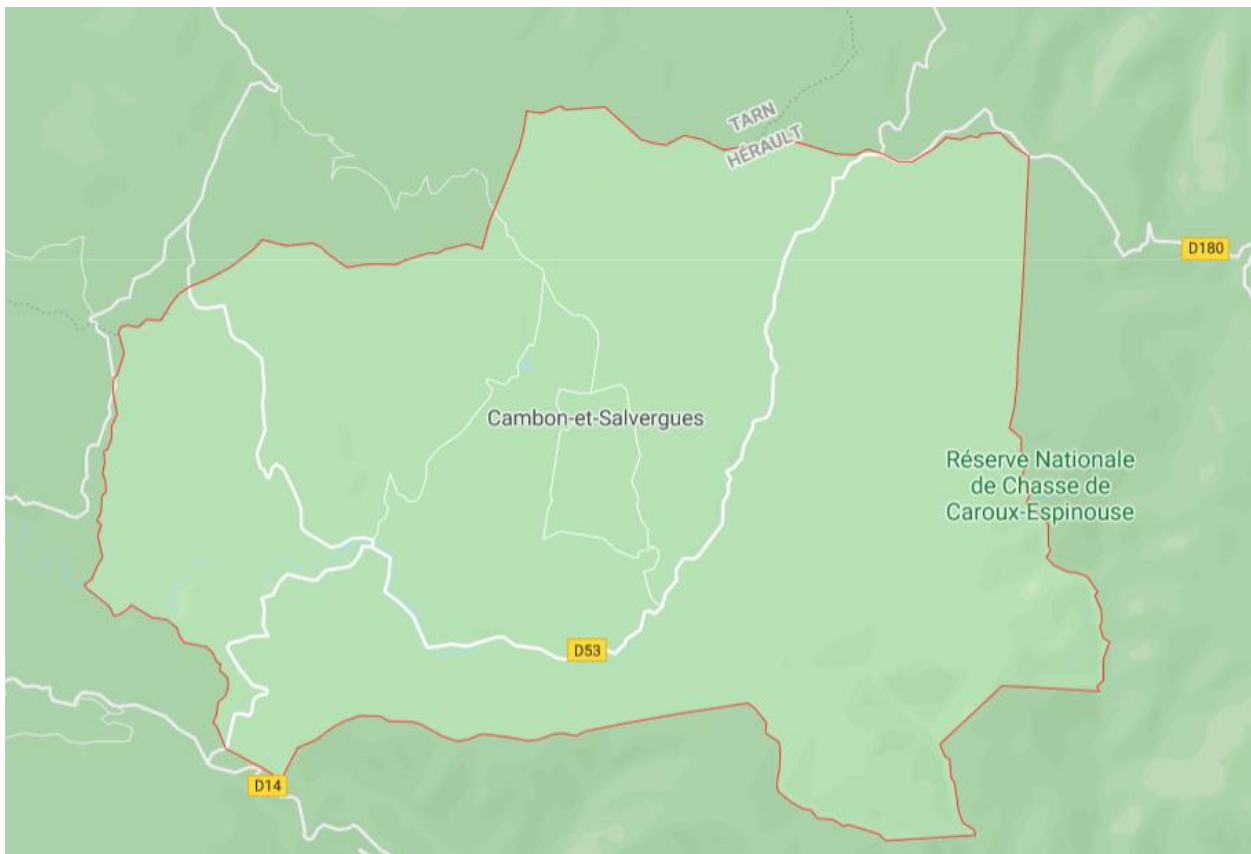 TARN
HÉRAULT
D180
Cambon-et-Salvergues
Réserve Nationale
de Chasse de
Caroux-Espinouse
D53
D14